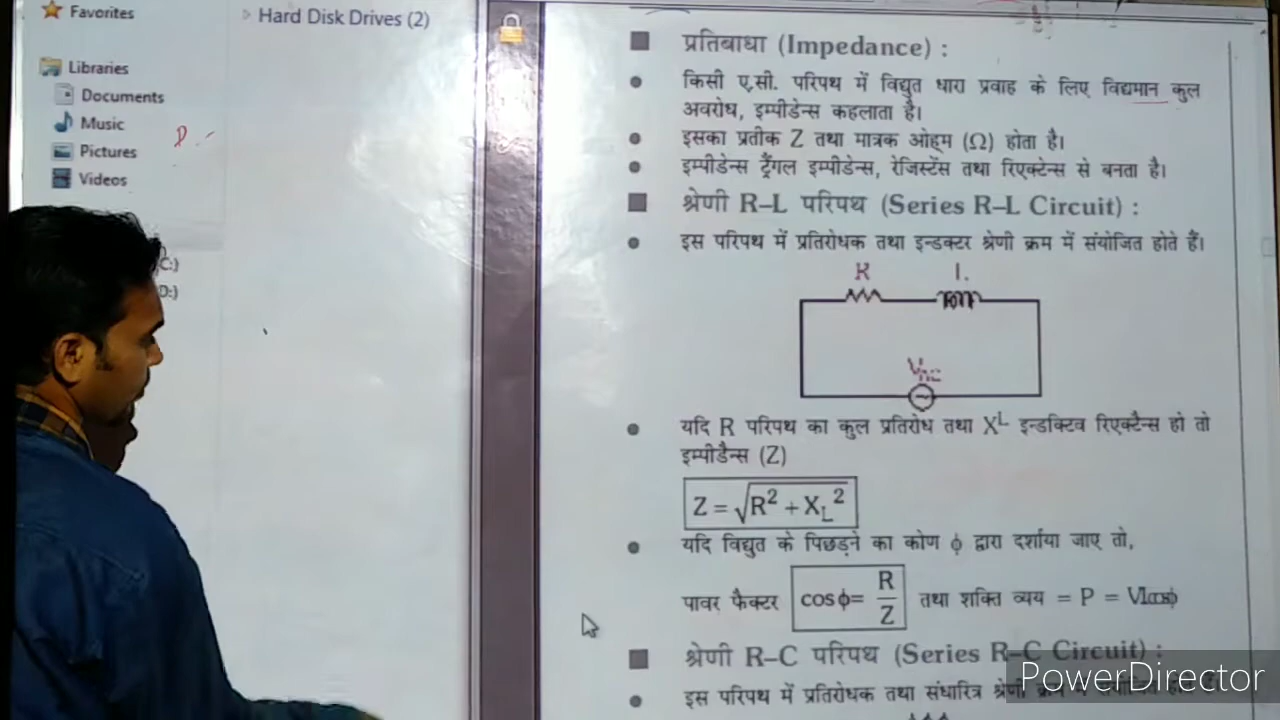 Favorites
Libraries
Documents
Music
Pictures
Videos
C:)
D:)
Hard Disk Drives (2)
प्रतिबाधा (Impedance) :
किसी ए.सी. परिपथ में विद्युत धारा प्रवाह के लिए विद्यमान कुल
अवरोध, इम्पीडेन्स कहलाता है।
इसका प्रतीक Z तथा मात्रक ओह्म (Ω) होता है।
इम्पीडेन्स ट्रैंगल इम्पीडेन्स, रेजिस्टेंस तथा रिएक्टेन्स से बनता है।
श्रेणी R–L परिपथ (Series R–L Circuit) :
इस परिपथ में प्रतिरोधक तथा इन्डक्टर श्रेणी क्रम में संयोजित होते हैं।
R L
V_AC
यदि R परिपथ का कुल प्रतिरोध तथा X^L इन्डक्टिव रिएक्टैन्स हो तो
इम्पीडैन्स (Z)
Z = √(R² + X_L²)
यदि विद्युत के पिछड़ने का कोण ϕ द्वारा दर्शाया जाए तो,
पावर फैक्टर cos ϕ = R/Z तथा शक्ति व्यय = P = VIcosϕ
श्रेणी R–C परिपथ (Series R–C Circuit) :
इस परिपथ में प्रतिरोधक तथा संधारित्र श्रेणी क्रम
PowerDirector